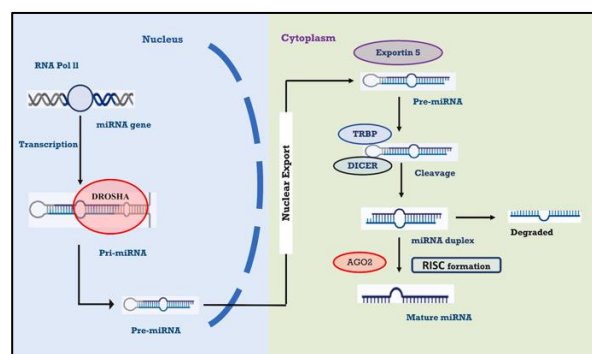 Nucleus
RNA Pol II
miRNA gene
Transcription
DROSHA
Pri-miRNA
Pre-miRNA
Nuclear Export
Cytoplasm
Exportin 5
Pre-miRNA
TRBP
DICER
Cleavage
miRNA duplex
Degraded
AGO2
RISC formation
Mature miRNA